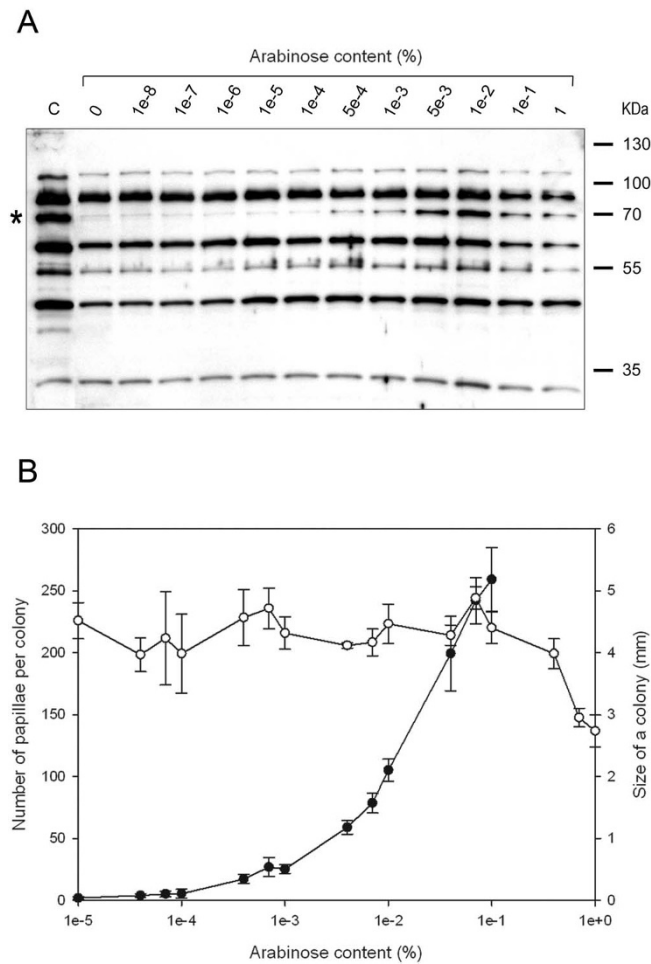 A
Arabinose content (%)
C 0 1e-8 1e-7 1e-6 1e-5 1e-4 5e-4 1e-3 5e-3 1e-2 1e-1 1 KDa
130
100
*
70
55
35
B
300 6
250 5
200 4
150 3
100 2
50 1
0 0
Number of papillae per colony
Size of a colony (mm)
1e-5 1e-4 1e-3 1e-2 1e-1 1e+0
Arabinose content (%)